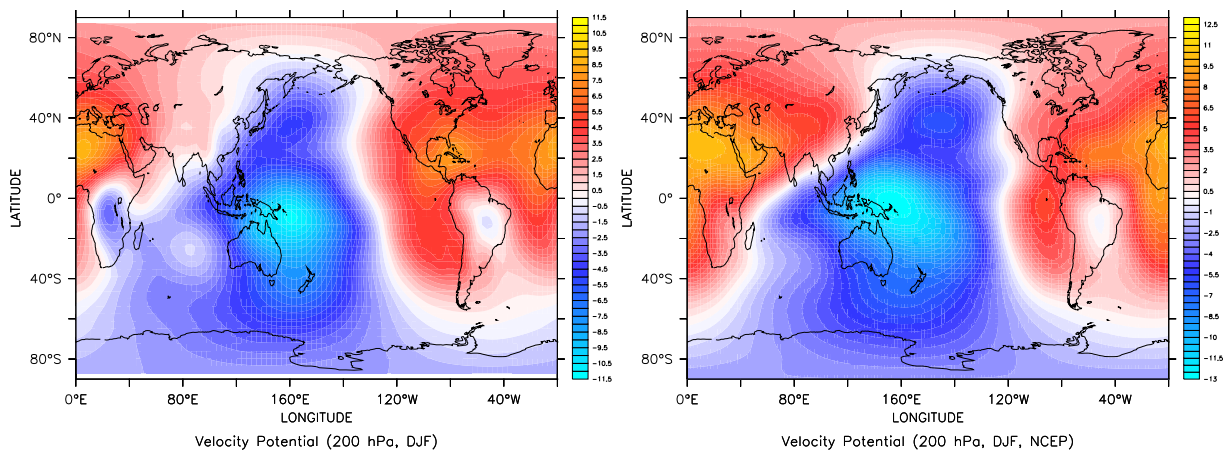 80°N
40°N
0°
40°S
80°S
LATITUDE
0°E 80°E 160°E 120°W 40°W
LONGITUDE
Velocity Potential (200 hPa, DJF)
11.5
10.5
9.5
8.5
7.5
6.5
5.5
4.5
3.5
2.5
1.5
0.5
-0.5
-1.5
-2.5
-3.5
-4.5
-5.5
-6.5
-7.5
-8.5
-9.5
-10.5
-11.5
80°N
40°N
0°
40°S
80°S
LATITUDE
0°E 80°E 160°E 120°W 40°W
LONGITUDE
Velocity Potential (200 hPa, DJF, NCEP)
12.5
11
9.5
8
6.5
5
3.5
2
0.5
-1
-2.5
-4
-5.5
-7
-8.5
-10
-11.5
-13